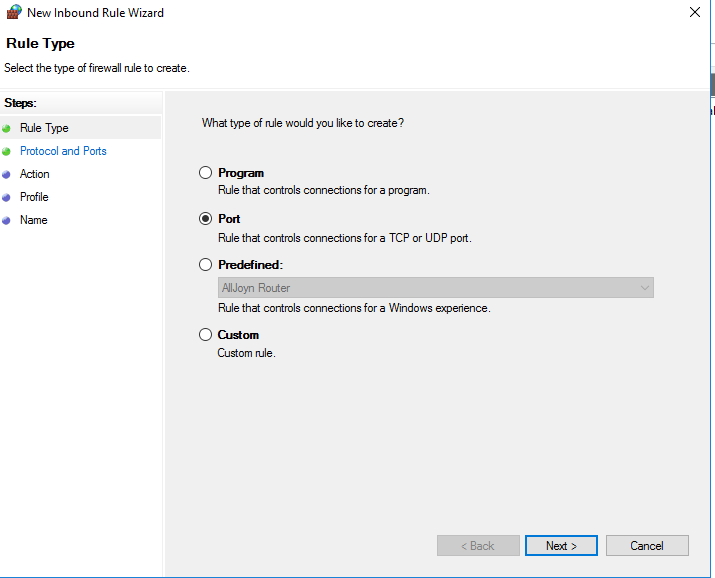 New Inbound Rule Wizard
Rule Type
Select the type of firewall rule to create.
Steps:
Rule Type
Protocol and Ports
Action
Profile
Name
What type of rule would you like to create?
Program
Rule that controls connections for a program.
Port
Rule that controls connections for a TCP or UDP port.
Predefined:
AllJoyn Router
Rule that controls connections for a Windows experience.
Custom
Custom rule.
< Back
Next >
Cancel